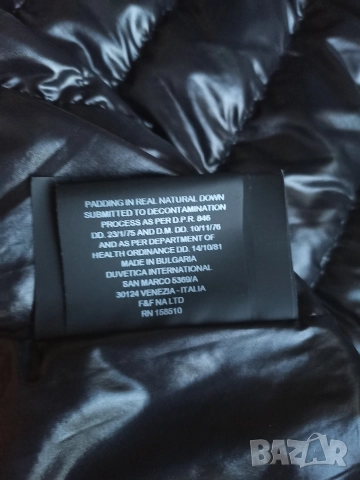 PADDING IN REAL NATURAL DOWN
SUBMITTED TO DECONTAMINATION
PROCESS AS PER D.P.R. 846
DD. 23/1/75 AND D.M. DD. 10/11/76
AND AS PER DEPARTMENT OF
HEALTH ORDINANCE DD. 14/10/81
MADE IN BULGARIA
DUVETICA INTERNATIONAL
SAN MARCO 5369/A
30124 VENEZIA - ITALIA
F&F NA LTD
RN 158510
BAZAR